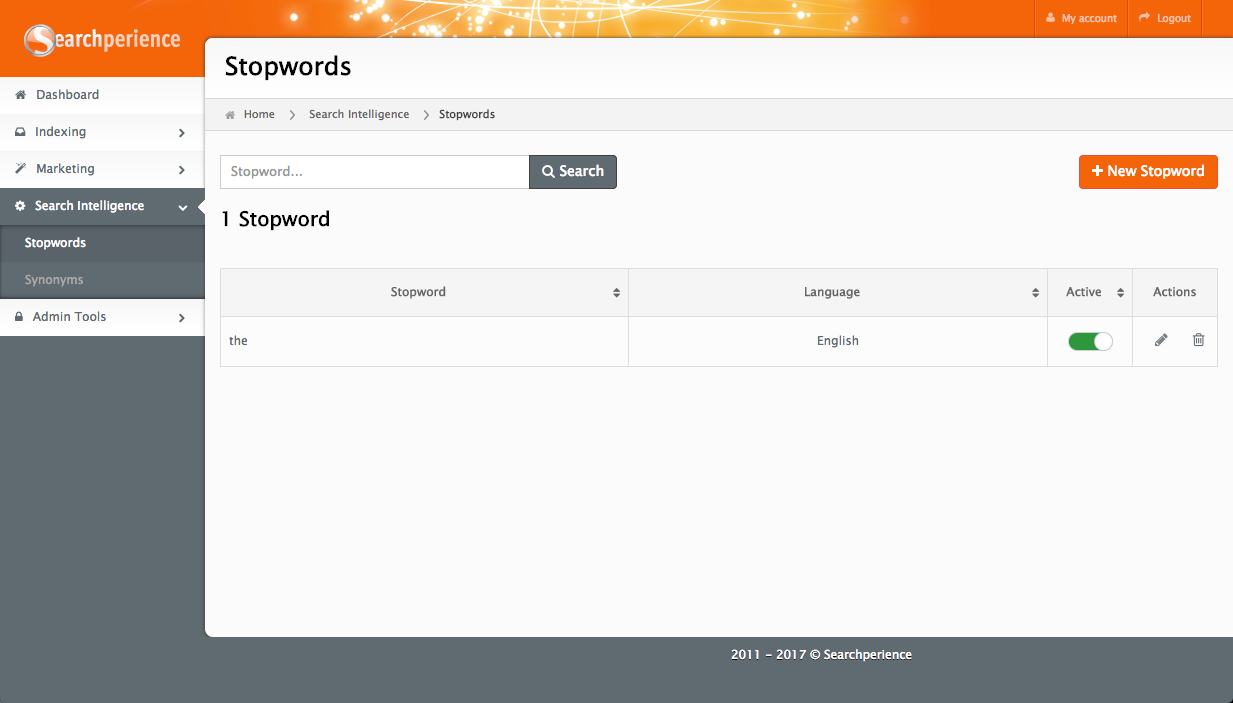 Searchperience
My account
Logout
Stopwords
Dashboard
Indexing
Marketing
Search Intelligence
Stopwords
Synonyms
Admin Tools
Home
Search Intelligence
Stopwords
Stopword...
Search
New Stopword
1 Stopword
Stopword
Language
Active
Actions
the
English
2011 – 2017 © Searchperience